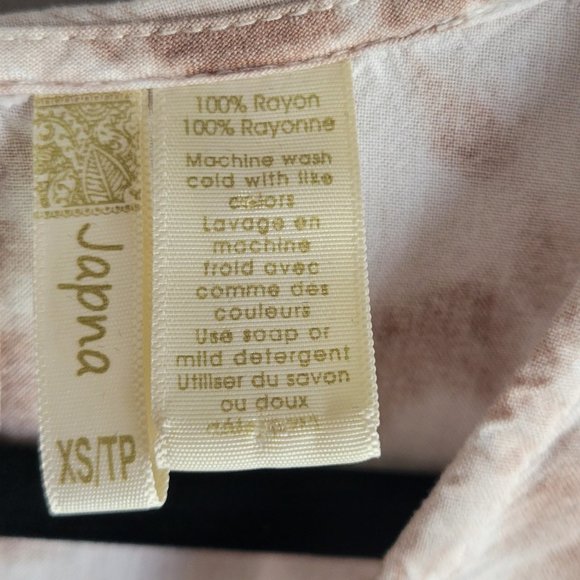 Japna
XS/TP
100% Rayon
100% Rayonne
Machine wash
cold with like
colors
Lavage en
machine
froid avec
comme des
couleurs
Use soap or
mild detergent
Utiliser du savon
ou doux